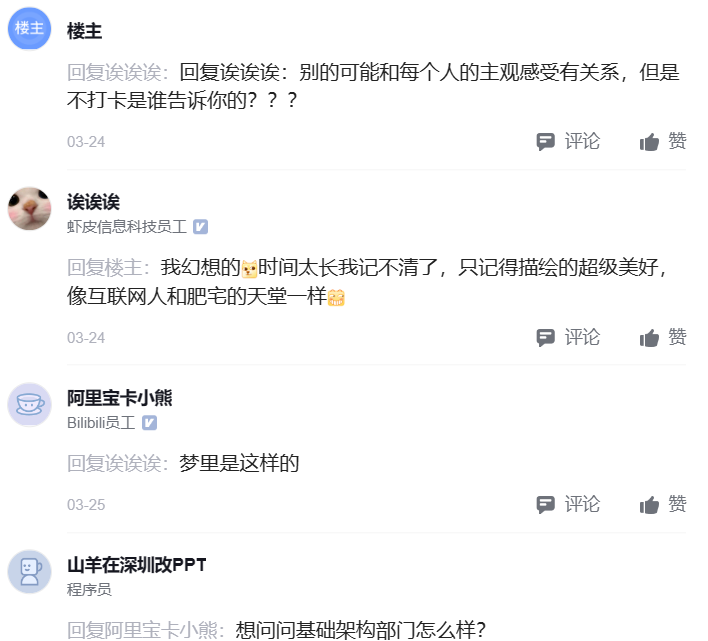 楼主
楼主
回复诶诶诶：回复诶诶诶：别的可能和每个人的主观感受有关系，但是
不打卡是谁告诉你的？？？
03-24
评论
赞
诶诶诶
虾皮信息科技员工
回复楼主：我幻想的时间太长我记不清了，只记得描绘的超级美好，
像互联网人和肥宅的天堂一样
03-24
评论
赞
阿里宝卡小熊
Bilibili员工
回复诶诶诶：梦里是这样的
03-25
评论
赞
山羊在深圳改PPT
程序员
回复阿里宝卡小熊：想问问基础架构部门怎么样？